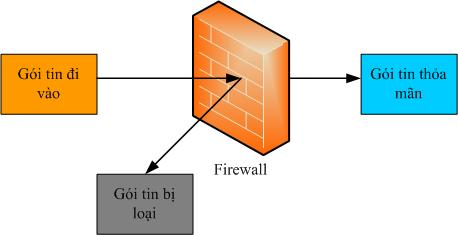 Gói tin đi
vào
Gói tin thỏa
mãn
Firewall
Gói tin bị
loại